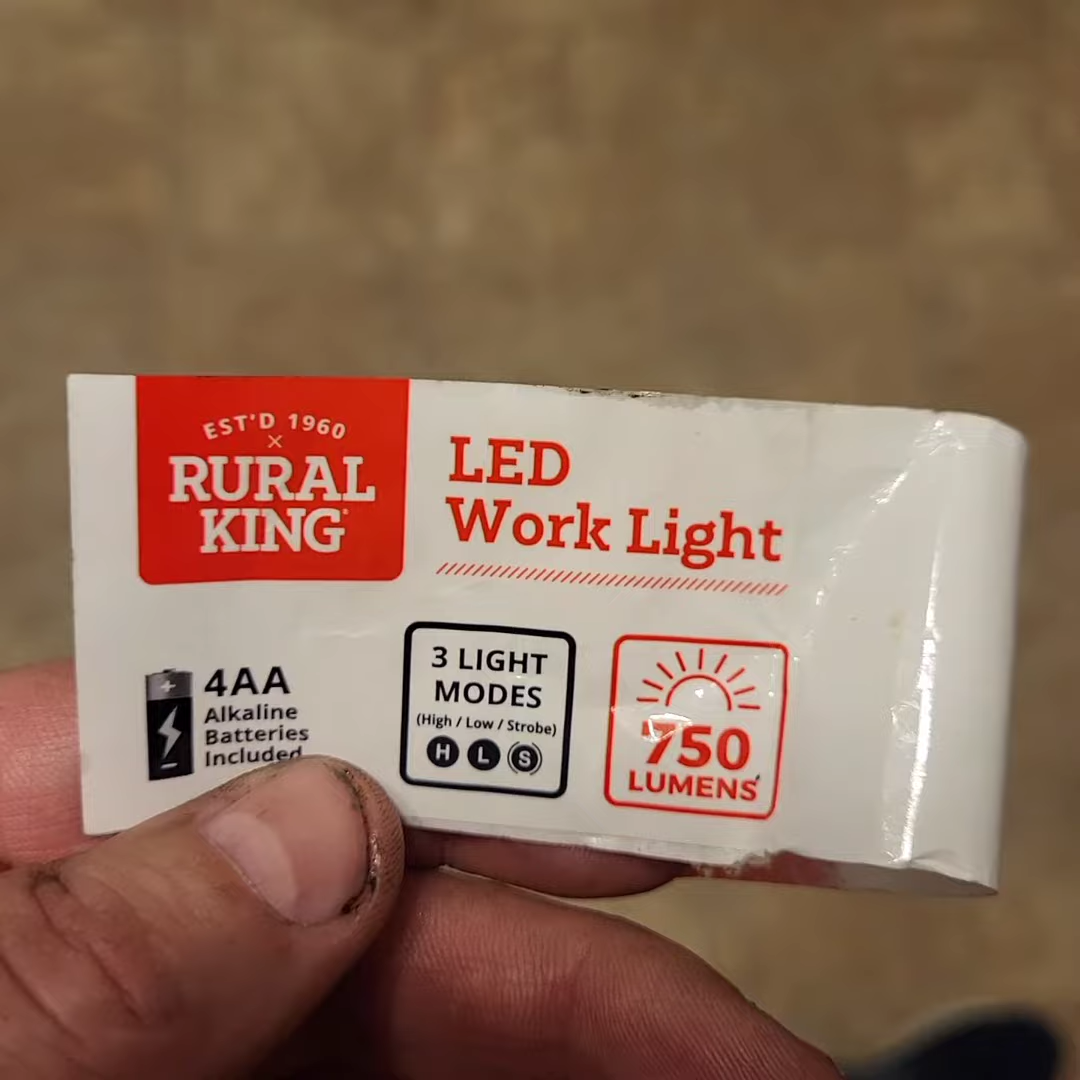 EST'D 1960
×
RURAL
KING®
LED
Work Light
4AA
Alkaline
Batteries
Included
3 LIGHT
MODES
(High / Low / Strobe)
H L S
750
LUMENS